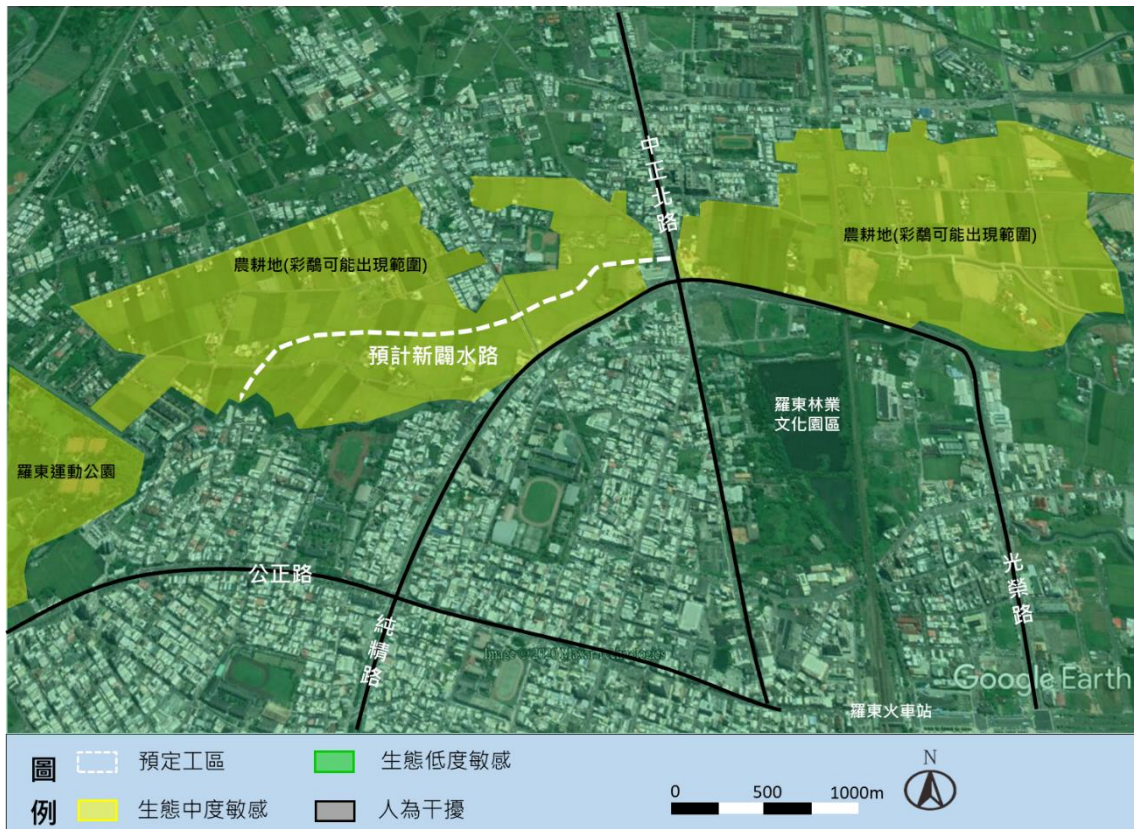 中正北路
農耕地(彩鷸可能出現範圍)
農耕地(彩鷸可能出現範圍)
預計新闢水路
羅東林業
文化園區
羅東運動公園
公正路
純精路
光榮路
Google Earth
羅東火車站
圖例
預定工區
生態低度敏感
生態中度敏感
人為干擾
0 500 1000m
N